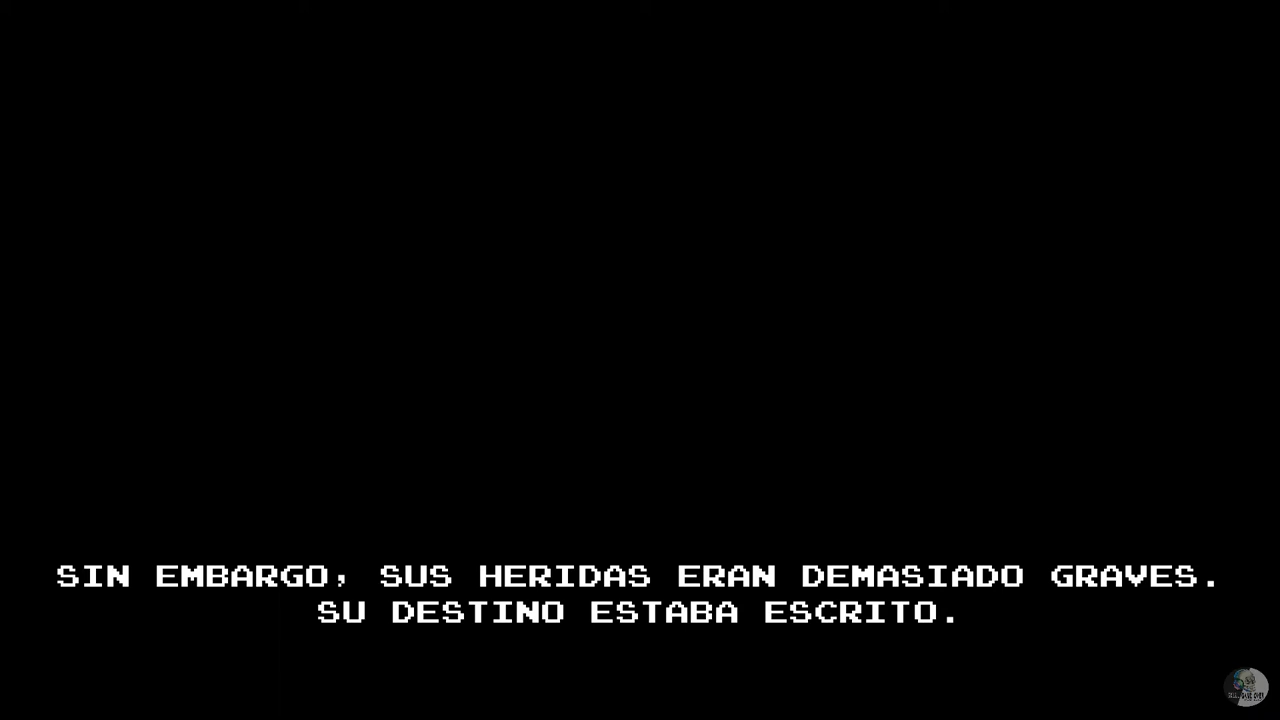 SIN EMBARGO, SUS HERIDAS ERAN DEMASIADO GRAVES.
SU DESTINO ESTABA ESCRITO.